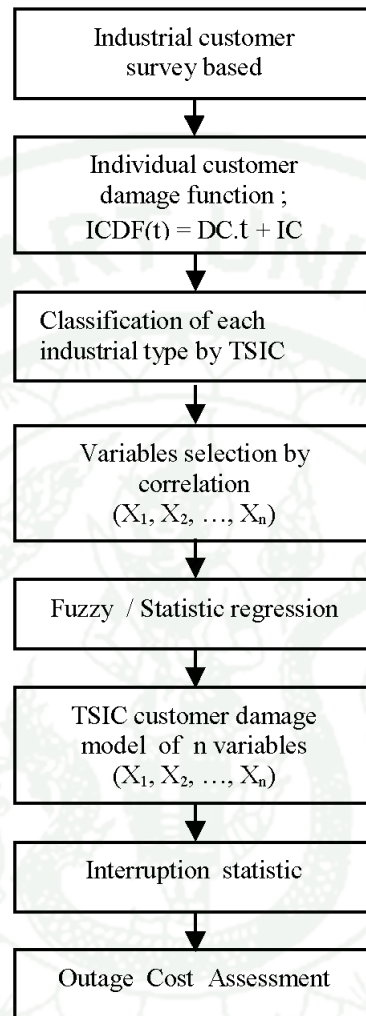 Industrial customer
survey based
Individual customer
damage function ;
ICDF(t) = DC.t + IC
Classification of each
industrial type by TSIC
Variables selection by
correlation
(X₁, X₂, …, Xₙ)
Fuzzy / Statistic regression
TSIC customer damage
model of n variables
(X₁, X₂, …, Xₙ)
Interruption statistic
Outage Cost Assessment